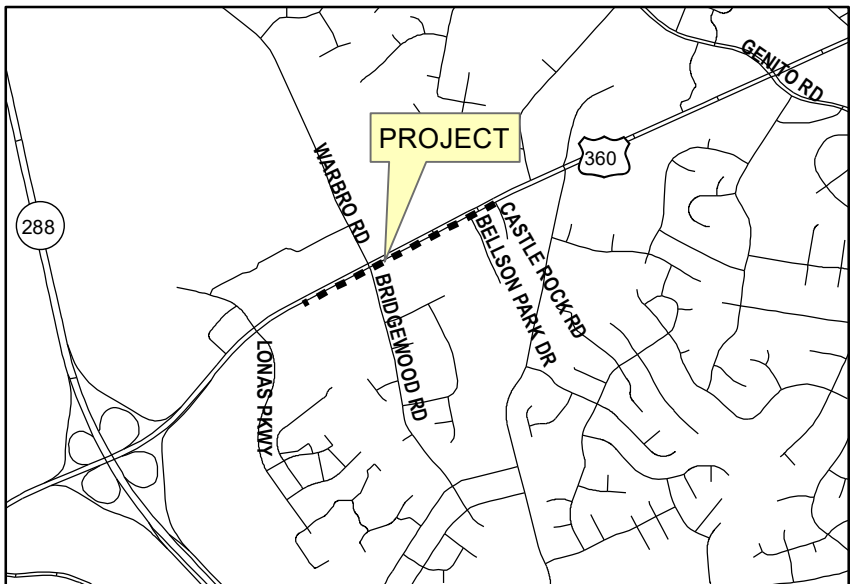 GENITO RD
PROJECT
360
WARBRO RD
288
CASTLE ROCK RD
BELLSON PARK DR
BRIDGEWOOD RD
LONAS PKWY